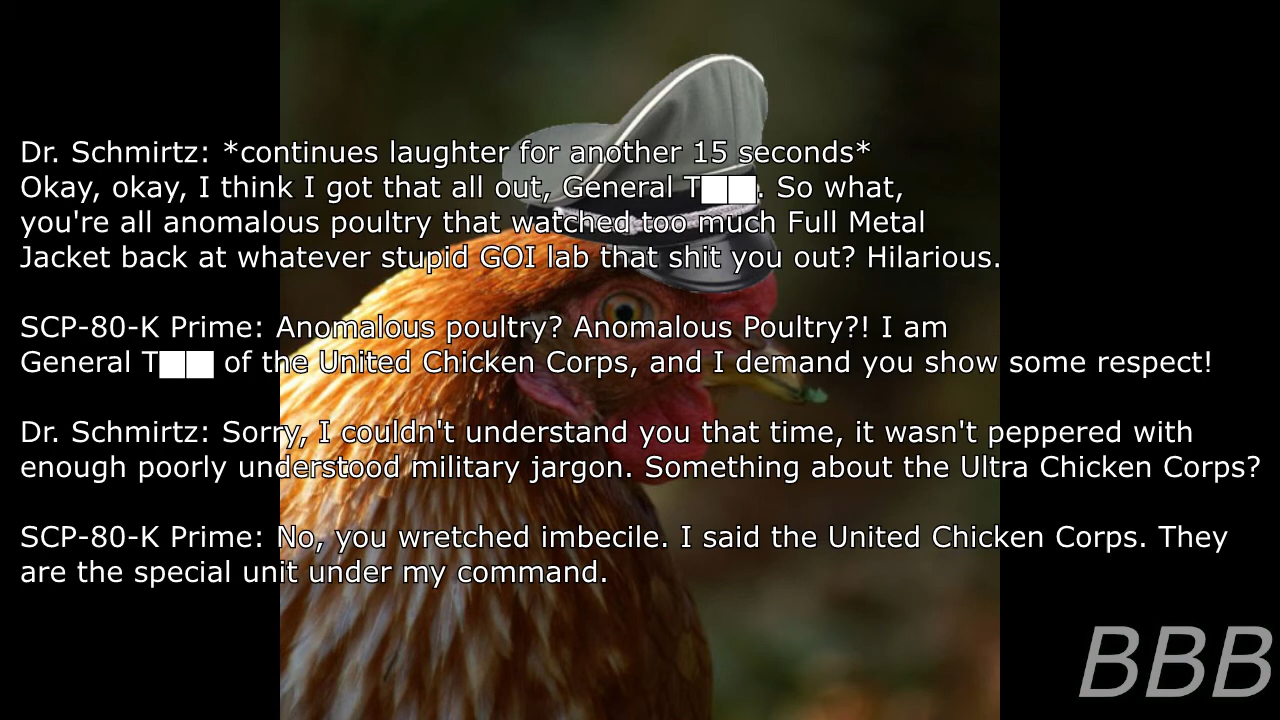 Dr. Schmirtz: *continues laughter for another 15 seconds*
Okay, okay, I think I got that all out, General T██. So what,
you're all anomalous poultry that watched too much Full Metal
Jacket back at whatever stupid GOI lab that shit you out? Hilarious.
SCP-80-K Prime: Anomalous poultry? Anomalous Poultry?! I am
General T██ of the United Chicken Corps, and I demand you show some respect!
Dr. Schmirtz: Sorry, I couldn't understand you that time, it wasn't peppered with
enough poorly understood military jargon. Something about the Ultra Chicken Corps?
SCP-80-K Prime: No, you wretched imbecile. I said the United Chicken Corps. They
are the special unit under my command.
BBB